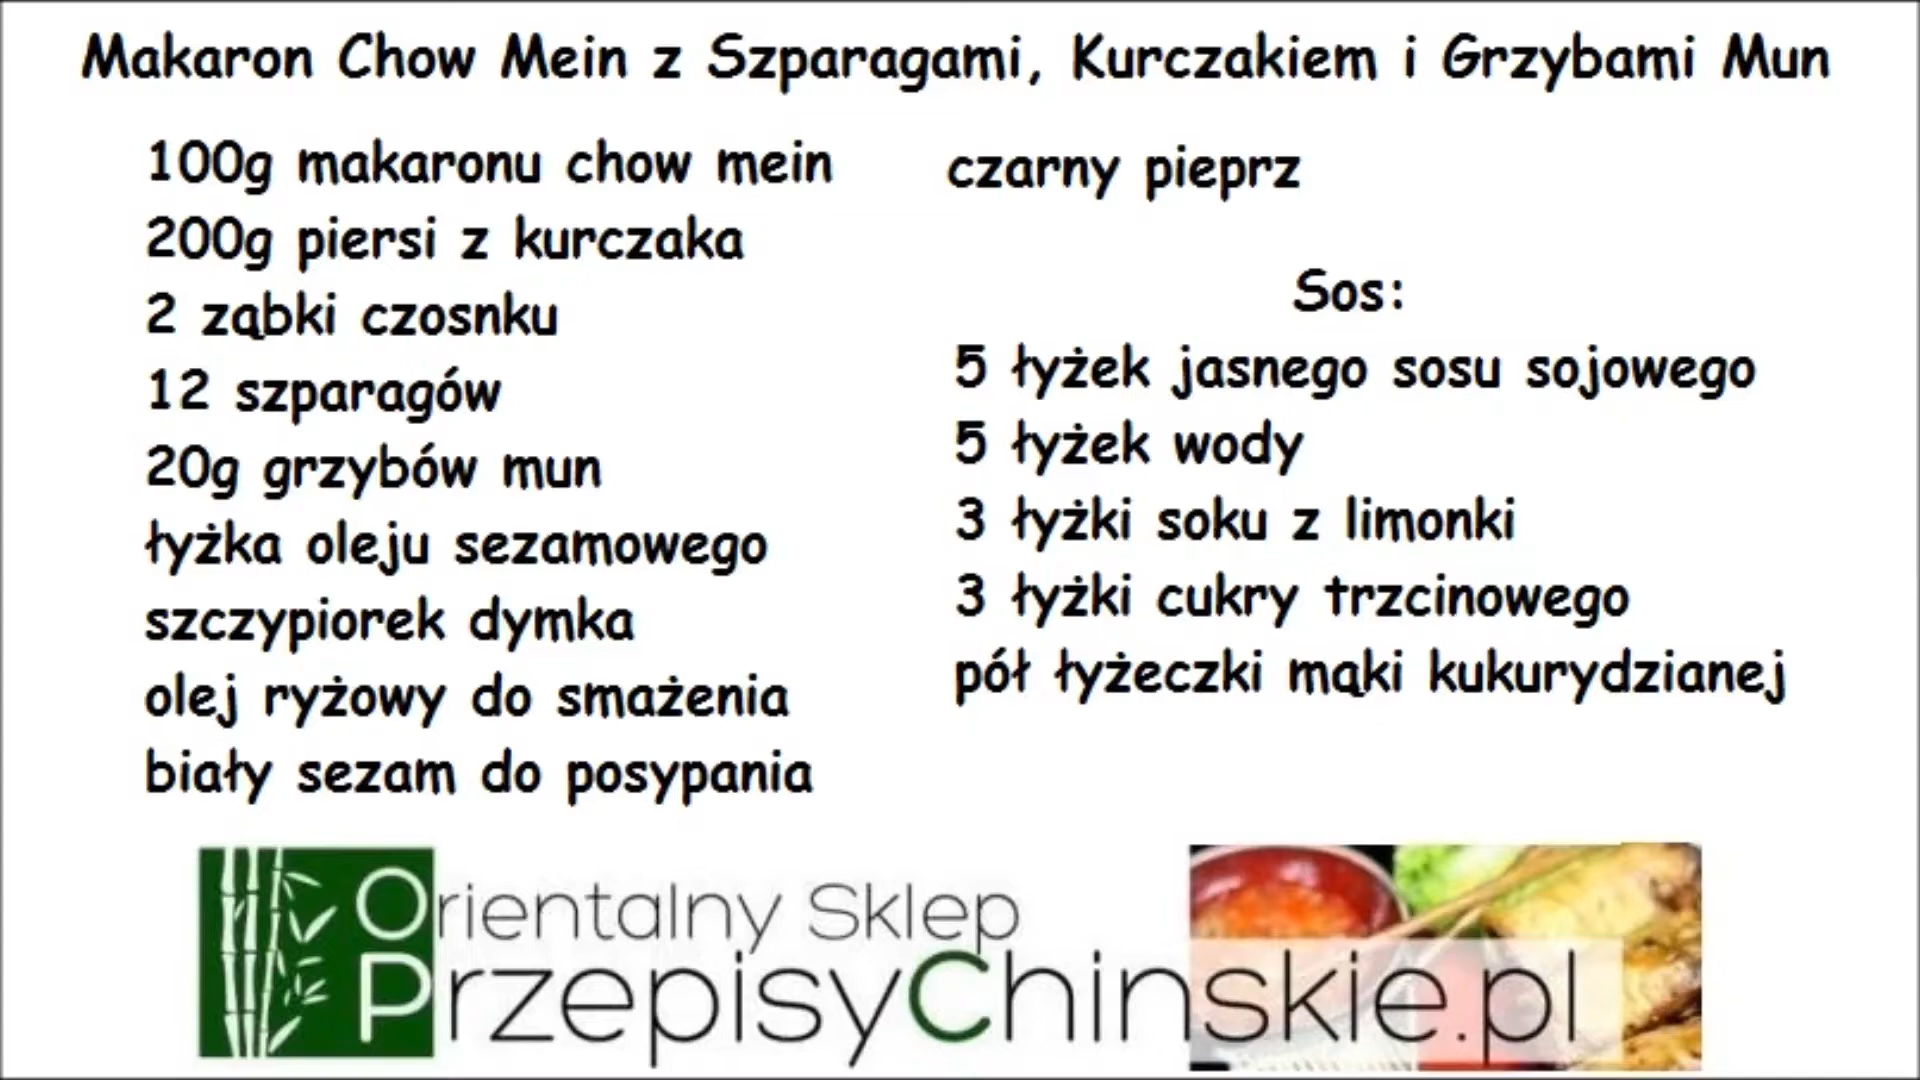 Makaron Chow Mein z Szparagami, Kurczakiem i Grzybami Mun
100g makaronu chow mein
200g piersi z kurczaka
2 ząbki czosnku
12 szparagów
20g grzybów mun
łyżka oleju sezamowego
szczypiorek dymka
olej ryżowy do smażenia
biały sezam do posypania
czarny pieprz
Sos:
5 łyżek jasnego sosu sojowego
5 łyżek wody
3 łyżki soku z limonki
3 łyżki cukry trzcinowego
pół łyżeczki mąki kukurydzianej
Orientalny Sklep
PrzepisyChinskie.pl